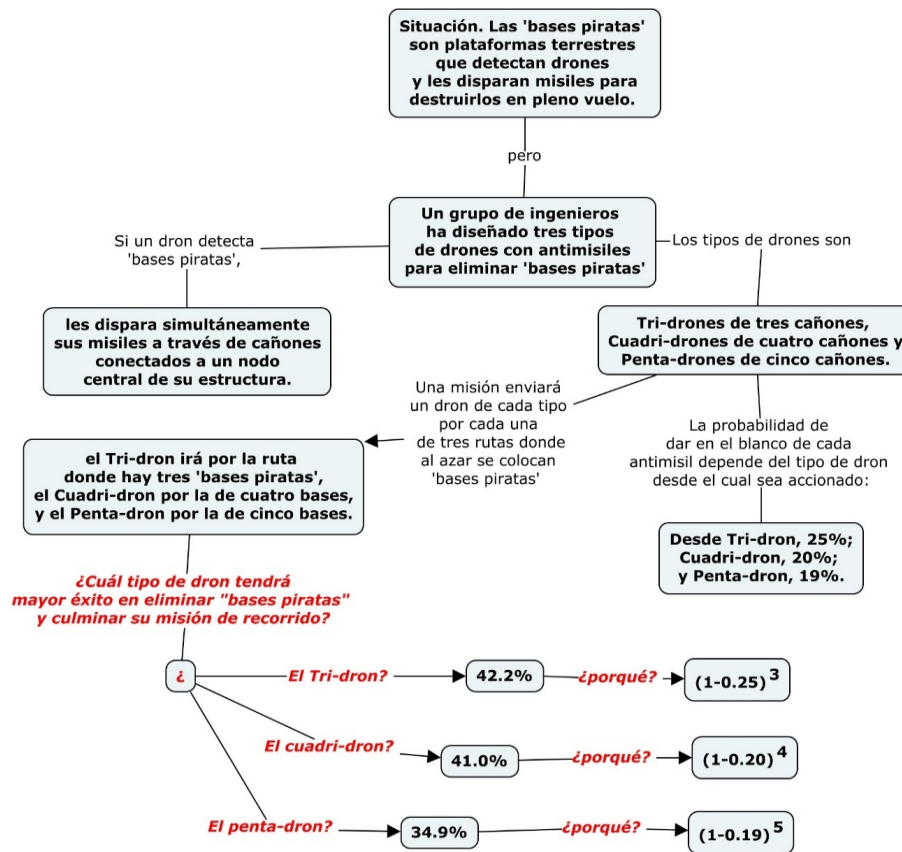 Situación. Las 'bases piratas'
son plataformas terrestres
que detectan drones
y les disparan misiles para
destruirlos en pleno vuelo.
pero
Un grupo de ingenieros
ha diseñado tres tipos
de drones con antimisiles
para eliminar 'bases piratas'
Si un dron detecta
'bases piratas',
Los tipos de drones son
les dispara simultáneamente
sus misiles a través de cañones
conectados a un nodo
central de su estructura.
Tri-drones de tres cañones,
Cuadri-drones de cuatro cañones y
Penta-drones de cinco cañones.
Una misión enviará
un dron de cada tipo
por cada una
de tres rutas donde
al azar se colocan
'bases piratas'
La probabilidad de
dar en el blanco de cada
antimisil depende del tipo de dron
desde el cual sea accionado:
el Tri-dron irá por la ruta
donde hay tres 'bases piratas',
el Cuadri-dron por la de cuatro bases,
y el Penta-dron por la de cinco bases.
Desde Tri-dron, 25%;
Cuadri-dron, 20%;
y Penta-dron, 19%.
¿Cuál tipo de dron tendrá
mayor éxito en eliminar "bases piratas"
y culminar su misión de recorrido?
¿
El Tri-dron?
42.2%
¿porqué?
(1-0.25)³
El cuadri-dron?
41.0%
¿porqué?
(1-0.20)⁴
El penta-dron?
34.9%
¿porqué?
(1-0.19)⁵